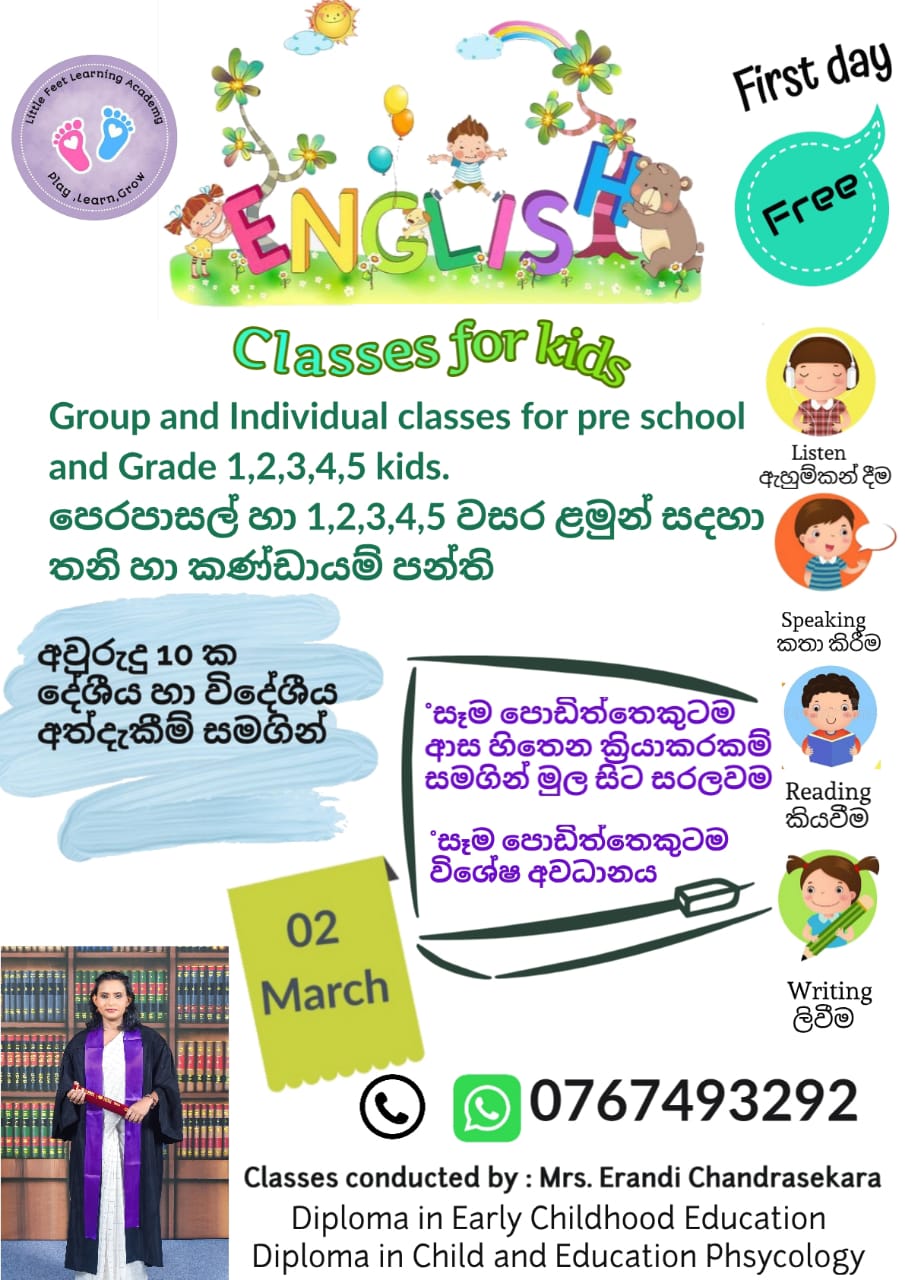 Little Feet Learning Academy
Play ,Learn,Grow
ENGLISH
First day
Free
Classes for kids
Group and Individual classes for pre school
and Grade 1,2,3,4,5 kids.
පෙරපාසල් හා 1,2,3,4,5 වසර ළමුන් සදහා
තනි හා කණ්ඩායම් පන්ති
Listen
ඇහුම්කන් දීම
Speaking
කතා කිරීම
Reading
කියවීම
Writing
ලිවීම
අවුරුදු 10 ක
දේශීය හා විදේශීය
අත්දැකීම් සමගින්
°සෑම පොඩිත්තෙකුටම
ආස හිතෙන ක්‍රියාකරකම්
සමගින් මුල සිට සරලවම
°සෑම පොඩිත්තෙකුටම
විශේෂ අවධානය
02
March
0767493292
Classes conducted by : Mrs. Erandi Chandrasekara
Diploma in Early Childhood Education
Diploma in Child and Education Phsycology